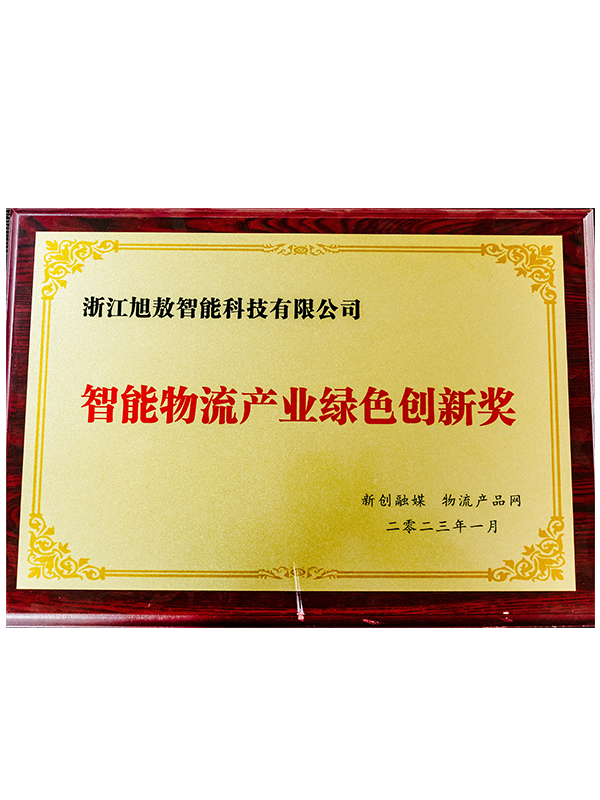 浙江旭敖智能科技有限公司
智能物流产业绿色创新奖
新创融媒 物流产品网
二零二三年一月